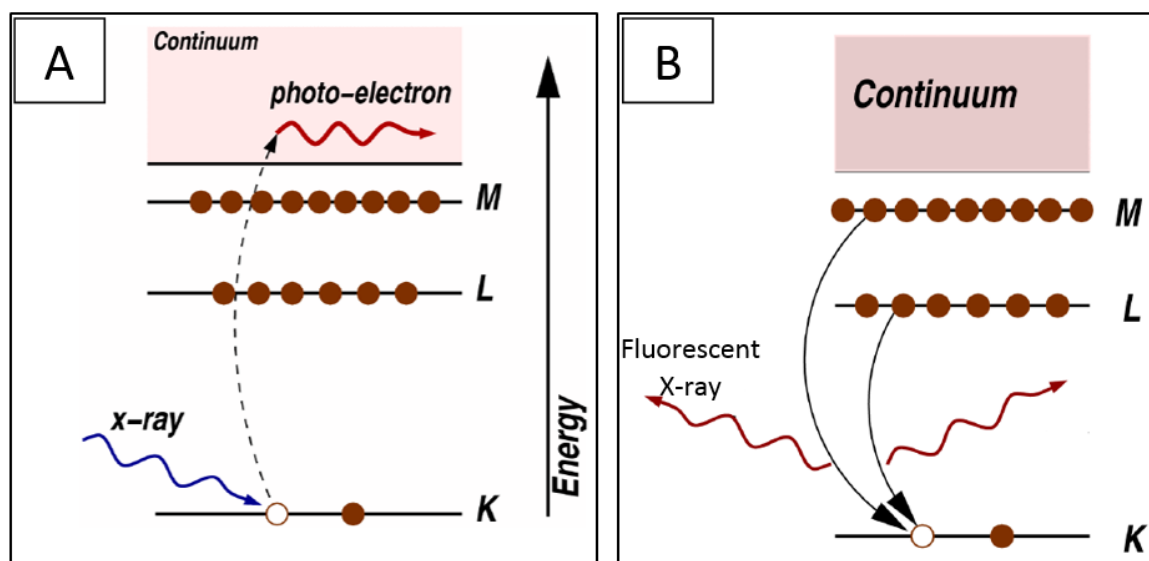 A
Continuum
photo-electron
M
L
x-ray
K
Energy
B
Continuum
M
L
Fluorescent
X-ray
K